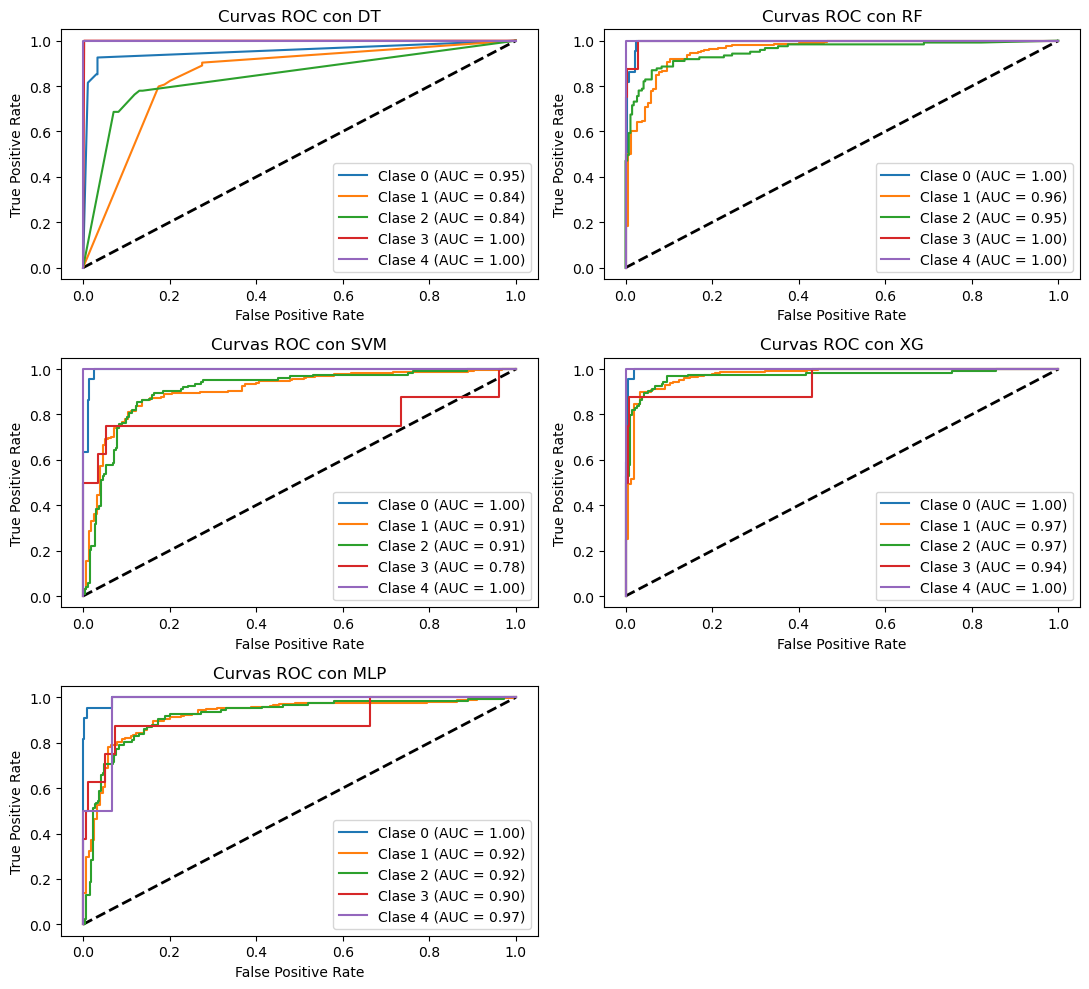 Curvas ROC con DT
True Positive Rate
1.0
0.8
0.6
0.4
0.2
0.0
Clase 0 (AUC = 0.95)
Clase 1 (AUC = 0.84)
Clase 2 (AUC = 0.84)
Clase 3 (AUC = 1.00)
Clase 4 (AUC = 1.00)
0.0 0.2 0.4 0.6 0.8 1.0
False Positive Rate
Curvas ROC con RF
True Positive Rate
1.0
0.8
0.6
0.4
0.2
0.0
Clase 0 (AUC = 1.00)
Clase 1 (AUC = 0.96)
Clase 2 (AUC = 0.95)
Clase 3 (AUC = 1.00)
Clase 4 (AUC = 1.00)
0.0 0.2 0.4 0.6 0.8 1.0
False Positive Rate
Curvas ROC con SVM
True Positive Rate
1.0
0.8
0.6
0.4
0.2
0.0
Clase 0 (AUC = 1.00)
Clase 1 (AUC = 0.91)
Clase 2 (AUC = 0.91)
Clase 3 (AUC = 0.78)
Clase 4 (AUC = 1.00)
0.0 0.2 0.4 0.6 0.8 1.0
False Positive Rate
Curvas ROC con XG
True Positive Rate
1.0
0.8
0.6
0.4
0.2
0.0
Clase 0 (AUC = 1.00)
Clase 1 (AUC = 0.97)
Clase 2 (AUC = 0.97)
Clase 3 (AUC = 0.94)
Clase 4 (AUC = 1.00)
0.0 0.2 0.4 0.6 0.8 1.0
False Positive Rate
Curvas ROC con MLP
True Positive Rate
1.0
0.8
0.6
0.4
0.2
0.0
Clase 0 (AUC = 1.00)
Clase 1 (AUC = 0.92)
Clase 2 (AUC = 0.92)
Clase 3 (AUC = 0.90)
Clase 4 (AUC = 0.97)
0.0 0.2 0.4 0.6 0.8 1.0
False Positive Rate